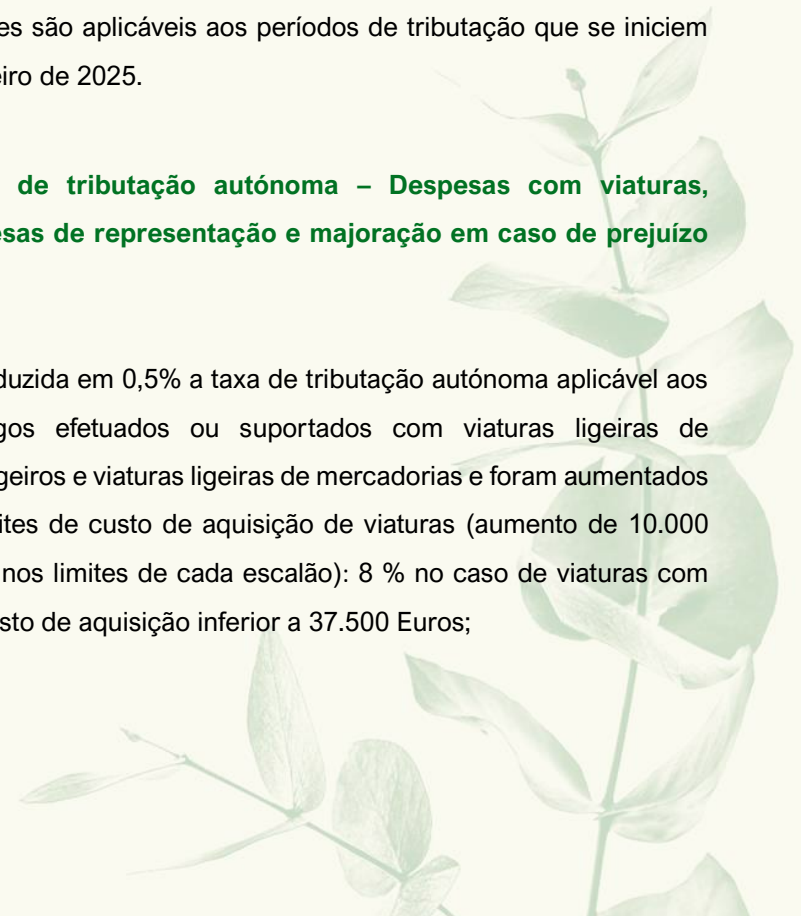 es são aplicáveis aos períodos de tributação que se iniciem
eiro de 2025.
de tributação autónoma – Despesas com viaturas,
esas de representação e majoração em caso de prejuízo
duzida em 0,5% a taxa de tributação autónoma aplicável aos
gos efetuados ou suportados com viaturas ligeiras de
geiros e viaturas ligeiras de mercadorias e foram aumentados
ites de custo de aquisição de viaturas (aumento de 10.000
nos limites de cada escalão): 8 % no caso de viaturas com
sto de aquisição inferior a 37.500 Euros;